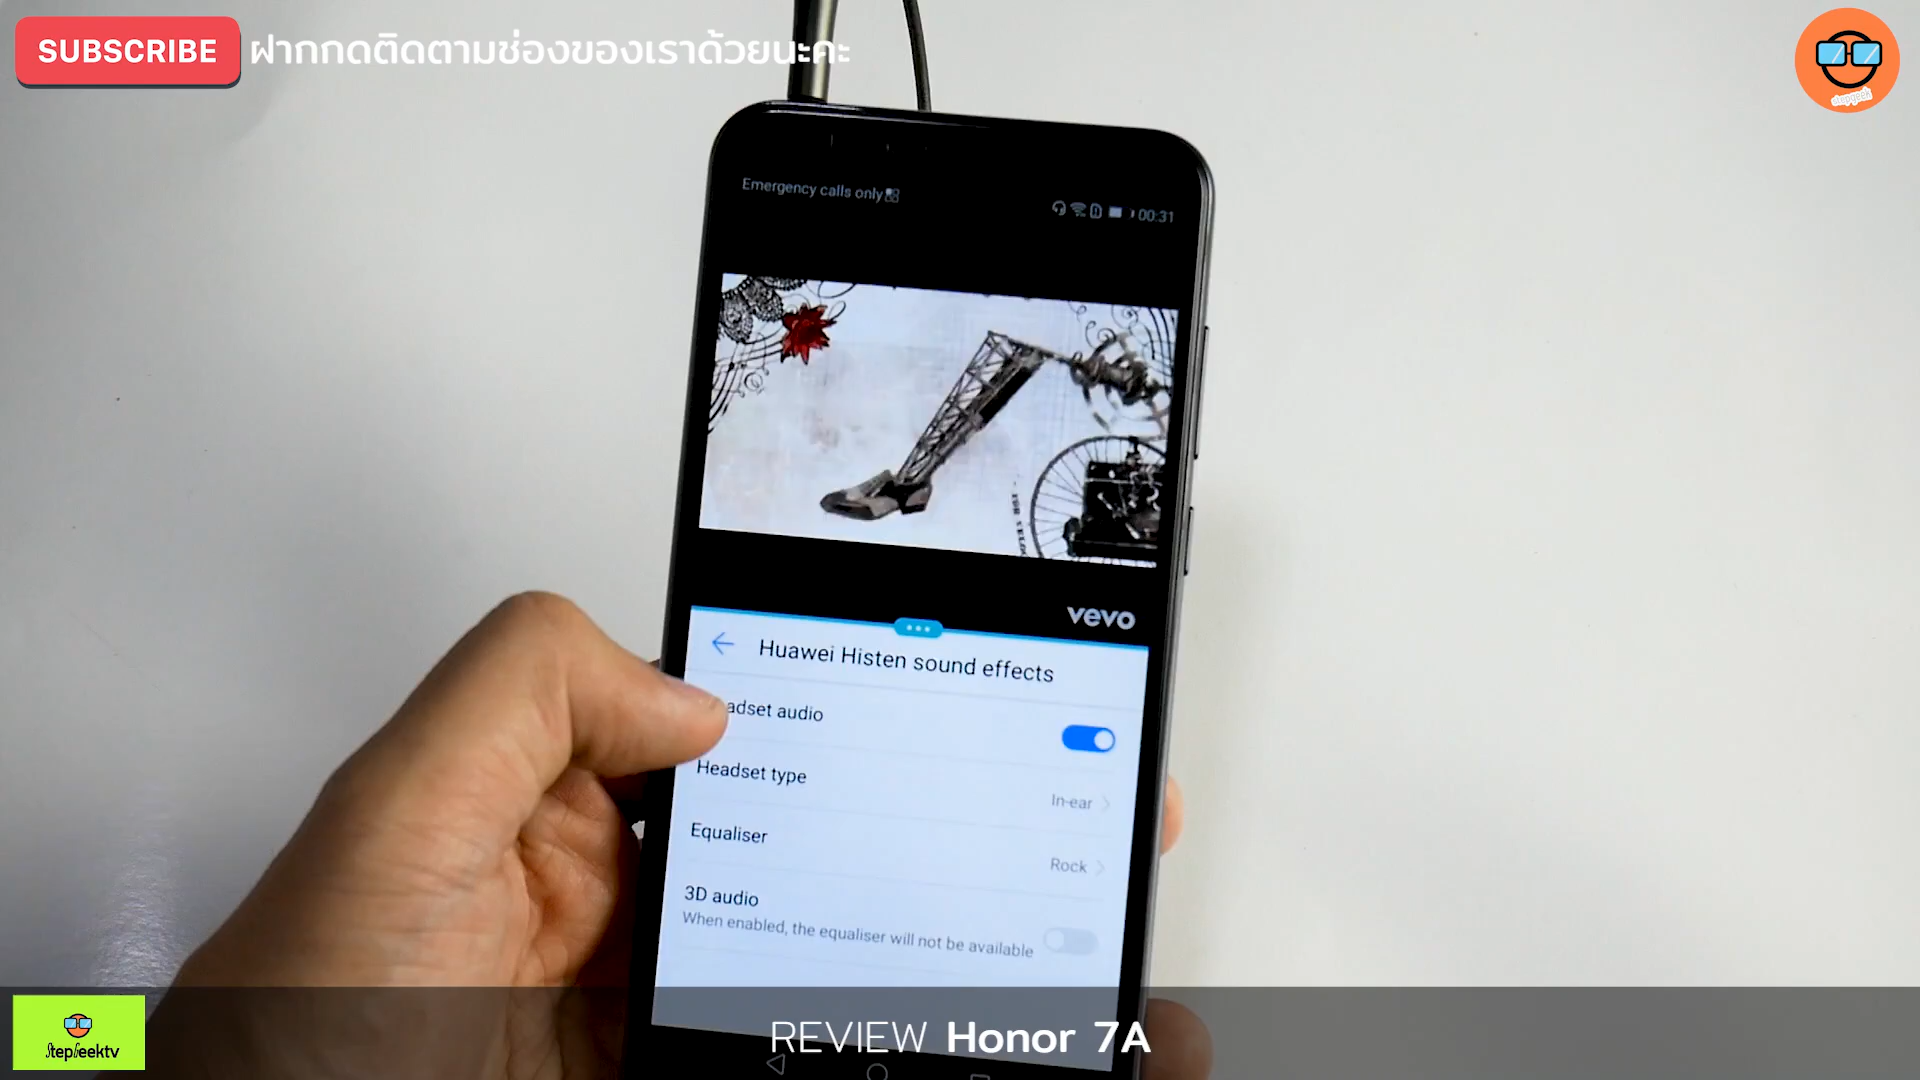 SUBSCRIBE ฝากกดติดตามช่องของเราด้วยนะคะ
stepgeek
Emergency calls only
00:31
vevo
Huawei Histen sound effects
adset audio
Headset type
In-ear
Equaliser
Rock
3D audio
When enabled, the equaliser will not be available
StepGeektv
REVIEW Honor 7A